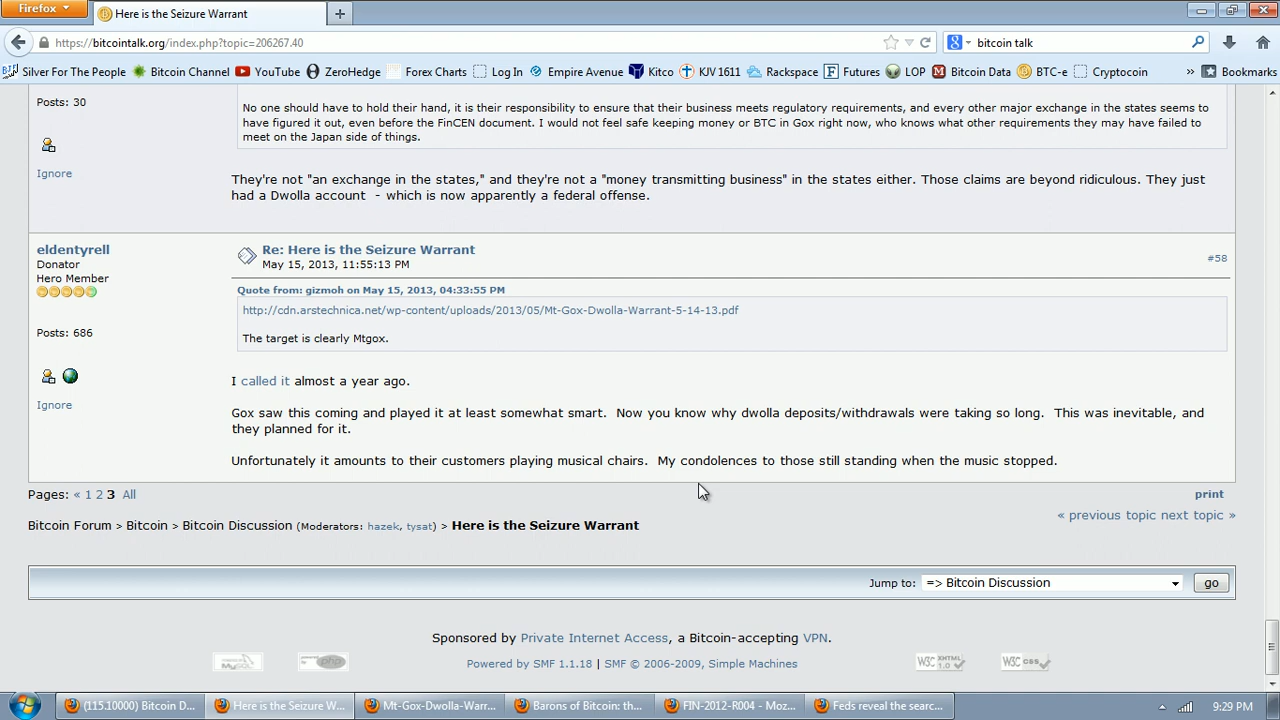 Firefox
Here is the Seizure Warrant
https://bitcointalk.org/index.php?topic=206267.40
bitcoin talk
Silver For The People Bitcoin Channel YouTube ZeroHedge Forex Charts Log In Empire Avenue Kitco KJV 1611 Rackspace Futures LOP Bitcoin Data BTC-e Cryptocoin » Bookmarks
Posts: 30
No one should have to hold their hand, it is their responsibility to ensure that their business meets regulatory requirements, and every other major exchange in the states seems to
have figured it out, even before the FinCEN document. I would not feel safe keeping money or BTC in Gox right now, who knows what other requirements they may have failed to
meet on the Japan side of things.
Ignore
They're not "an exchange in the states," and they're not a "money transmitting business" in the states either. Those claims are beyond ridiculous. They just
had a Dwolla account - which is now apparently a federal offense.
eldentyrell
Donator
Hero Member
Posts: 686
Ignore
Re: Here is the Seizure Warrant
May 15, 2013, 11:55:13 PM
#58
Quote from: gizmoh on May 15, 2013, 04:33:55 PM
http://cdn.arstechnica.net/wp-content/uploads/2013/05/Mt-Gox-Dwolla-Warrant-5-14-13.pdf
The target is clearly Mtgox.
I called it almost a year ago.
Gox saw this coming and played it at least somewhat smart. Now you know why dwolla deposits/withdrawals were taking so long. This was inevitable, and
they planned for it.
Unfortunately it amounts to their customers playing musical chairs. My condolences to those still standing when the music stopped.
Pages: « 1 2 3 All
print
Bitcoin Forum > Bitcoin > Bitcoin Discussion (Moderators: hazek, tysat) > Here is the Seizure Warrant
« previous topic next topic »
Jump to: => Bitcoin Discussion go
Sponsored by Private Internet Access, a Bitcoin-accepting VPN.
Powered by SMF 1.1.18 | SMF © 2006-2009, Simple Machines
MySQL
php
W3C XHTML 1.0
W3C css
(115.10000) Bitcoin D... Here is the Seizure W... Mt-Gox-Dwolla-Warr... Barons of Bitcoin: th... FIN-2012-R004 - Moz... Feds reveal the searc... 9:29 PM